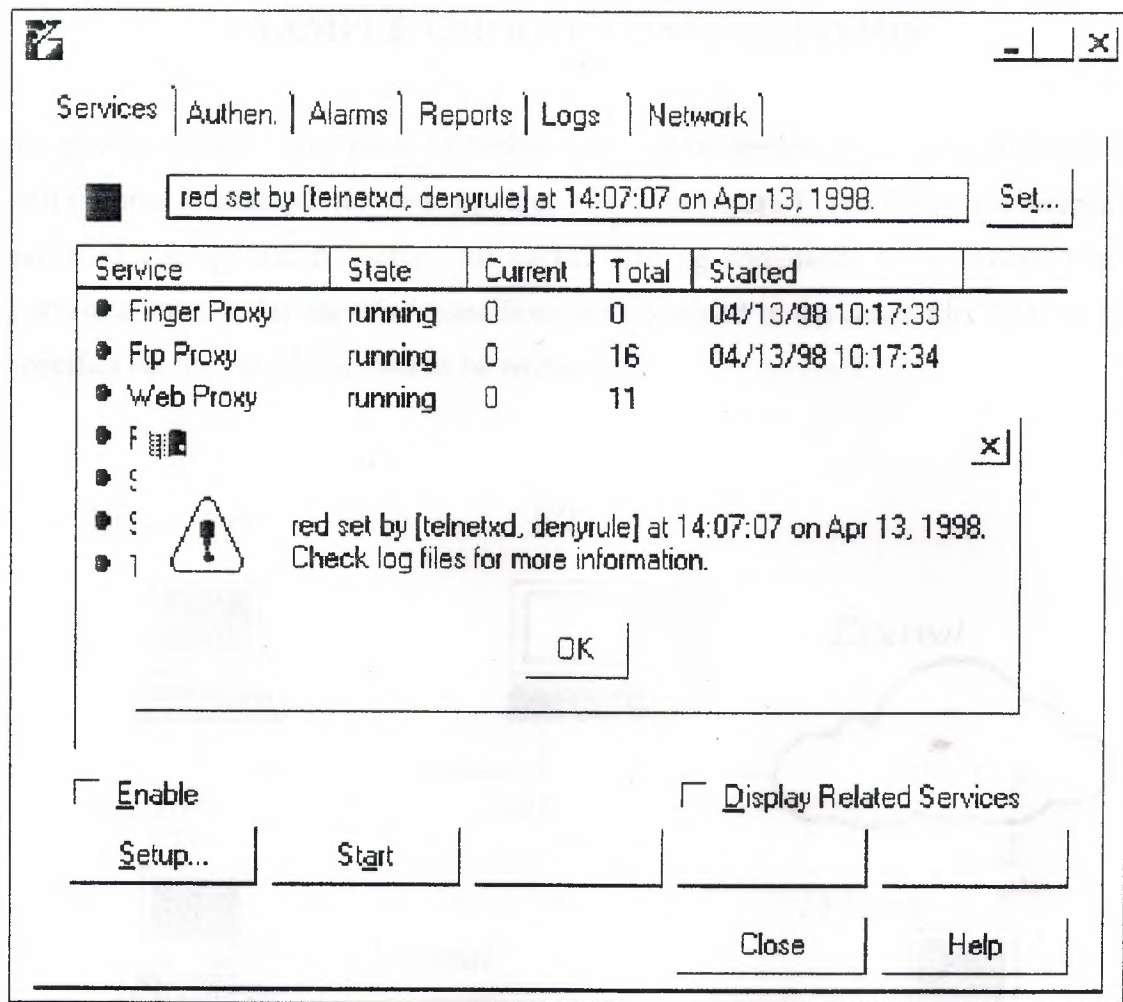 Services Authen. Alarms Reports Logs Network
red set by [telnetxd, denyrule] at 14:07:07 on Apr 13, 1998. Set...
Service State Current Total Started
Finger Proxy running 0 0 04/13/98 10:17:33
Ftp Proxy running 0 16 04/13/98 10:17:34
Web Proxy running 0 11
red set by [telnetxd, denyrule] at 14:07:07 on Apr 13, 1998.
Check log files for more information.
OK
Enable Display Related Services
Setup... Start
Close Help